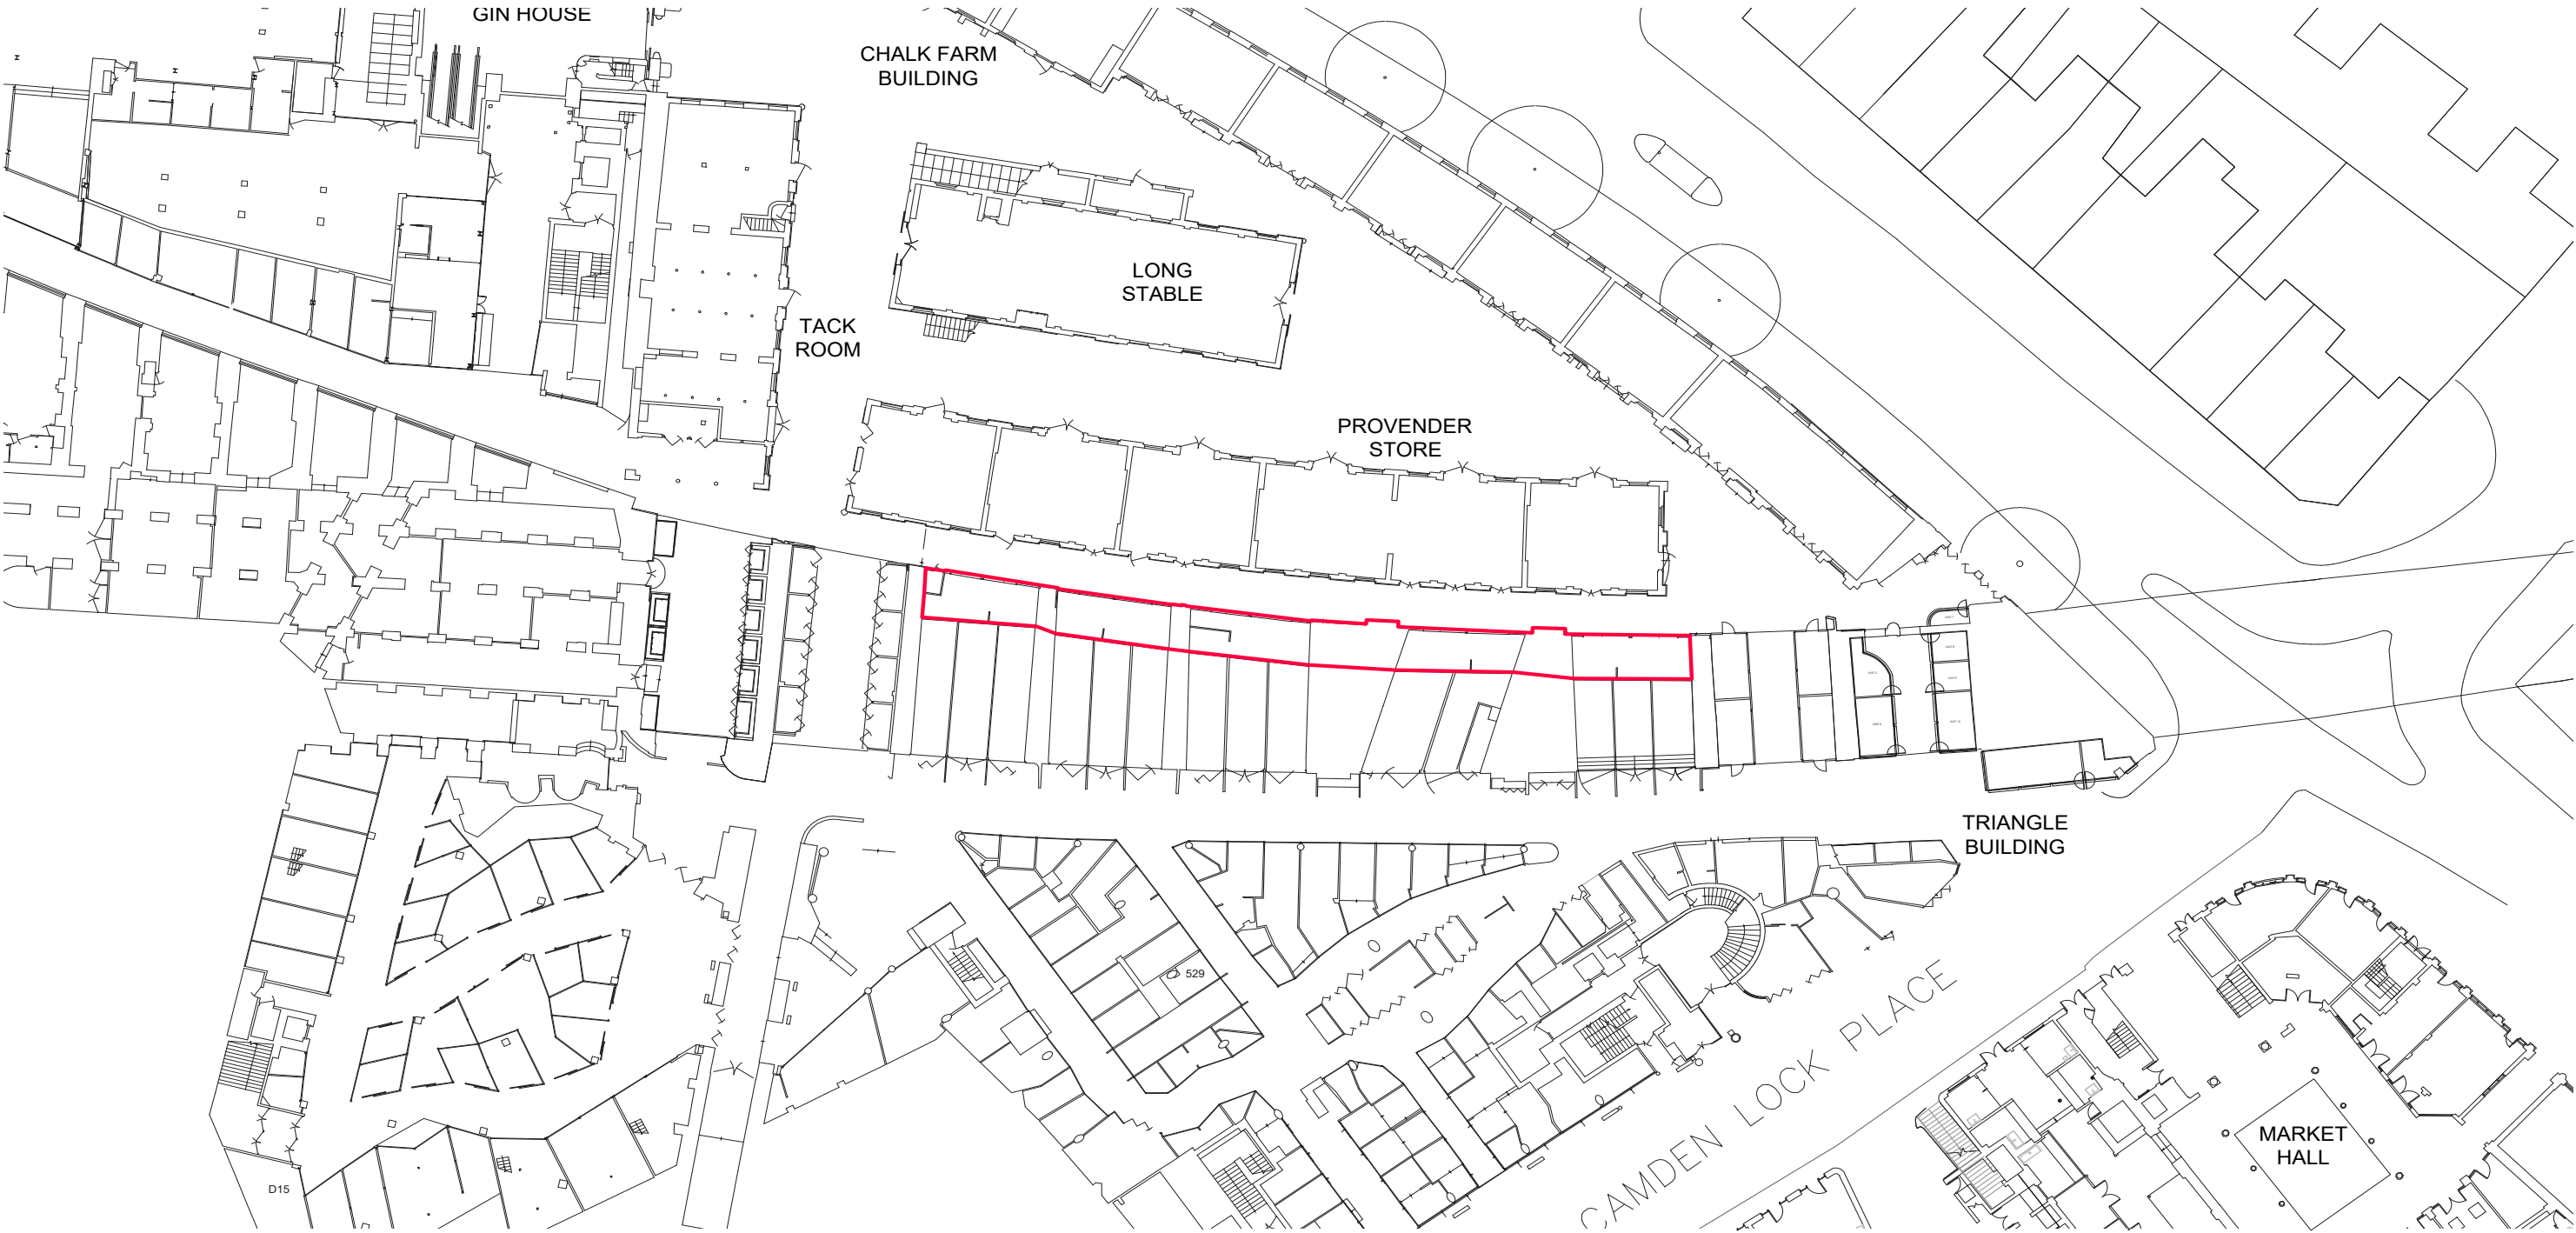 GIN HOUSE
CHALK FARM
BUILDING
LONG
STABLE
TACK
ROOM
PROVENDER
STORE
TRIANGLE
BUILDING
529
CAMDEN LOCK PLACE
MARKET
HALL
D15